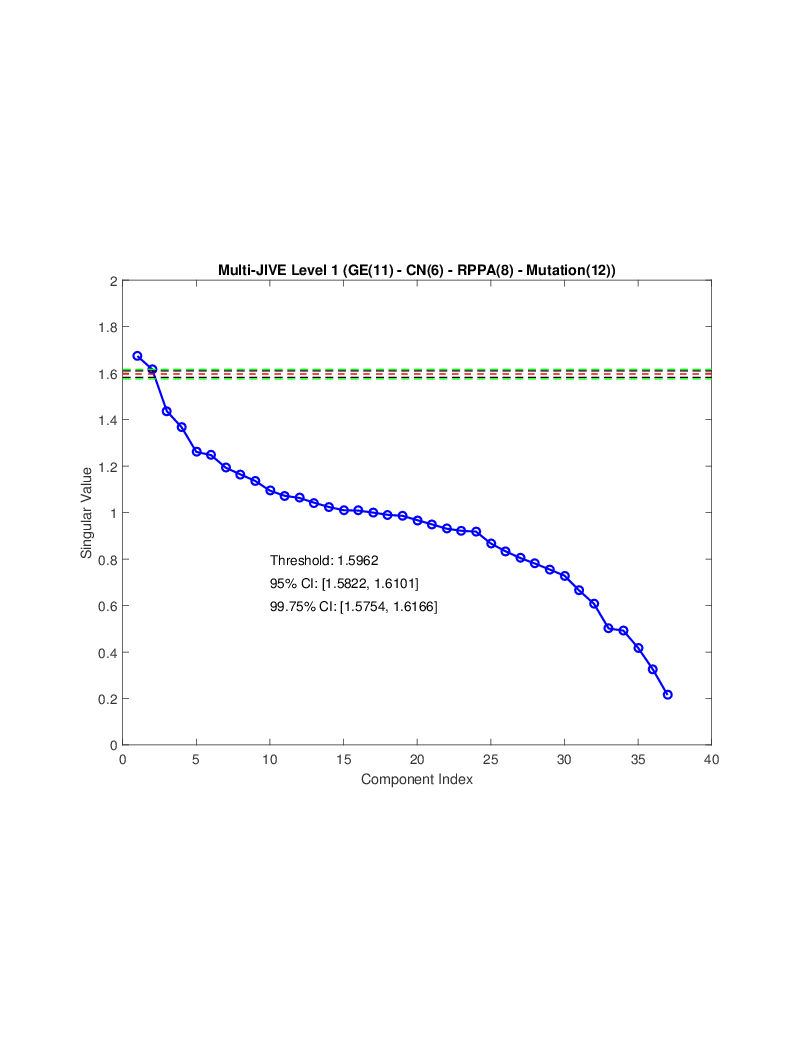 Multi-JIVE Level 1 (GE(11) - CN(6) - RPPA(8) - Mutation(12))
2
1.8
1.6
1.4
1.2
1
0.8
0.6
0.4
0.2
0
Singular Value
Threshold: 1.5962
95% CI: [1.5822, 1.6101]
99.75% CI: [1.5754, 1.6166]
0 5 10 15 20 25 30 35 40
Component Index